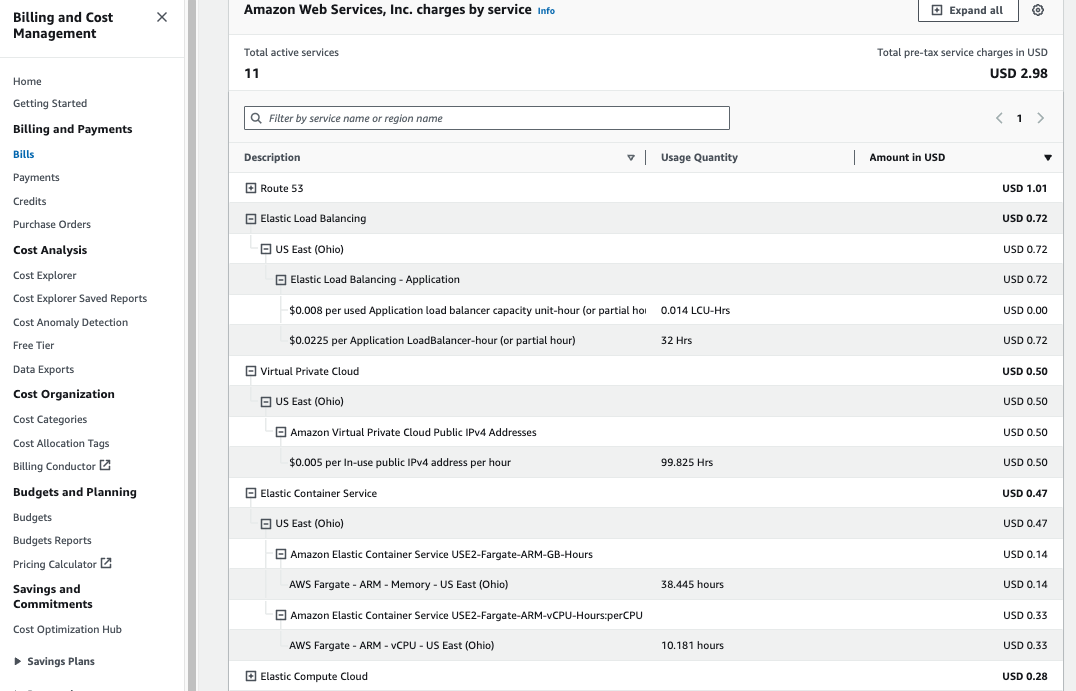 Billing and Cost
Management
Home
Getting Started
Billing and Payments
Bills
Payments
Credits
Purchase Orders
Cost Analysis
Cost Explorer
Cost Explorer Saved Reports
Cost Anomaly Detection
Free Tier
Data Exports
Cost Organization
Cost Categories
Cost Allocation Tags
Billing Conductor
Budgets and Planning
Budgets
Budgets Reports
Pricing Calculator
Savings and
Commitments
Cost Optimization Hub
Savings Plans
Amazon Web Services, Inc. charges by service Info
Expand all
Total active services Total pre-tax service charges in USD
11 USD 2.98
Filter by service name or region name 1
Description Usage Quantity Amount in USD
Route 53 USD 1.01
Elastic Load Balancing USD 0.72
US East (Ohio) USD 0.72
Elastic Load Balancing - Application USD 0.72
$0.008 per used Application load balancer capacity unit-hour (or partial hou 0.014 LCU-Hrs USD 0.00
$0.0225 per Application LoadBalancer-hour (or partial hour) 32 Hrs USD 0.72
Virtual Private Cloud USD 0.50
US East (Ohio) USD 0.50
Amazon Virtual Private Cloud Public IPv4 Addresses USD 0.50
$0.005 per In-use public IPv4 address per hour 99.825 Hrs USD 0.50
Elastic Container Service USD 0.47
US East (Ohio) USD 0.47
Amazon Elastic Container Service USE2-Fargate-ARM-GB-Hours USD 0.14
AWS Fargate - ARM - Memory - US East (Ohio) 38.445 hours USD 0.14
Amazon Elastic Container Service USE2-Fargate-ARM-vCPU-Hours:perCPU USD 0.33
AWS Fargate - ARM - vCPU - US East (Ohio) 10.181 hours USD 0.33
Elastic Compute Cloud USD 0.28